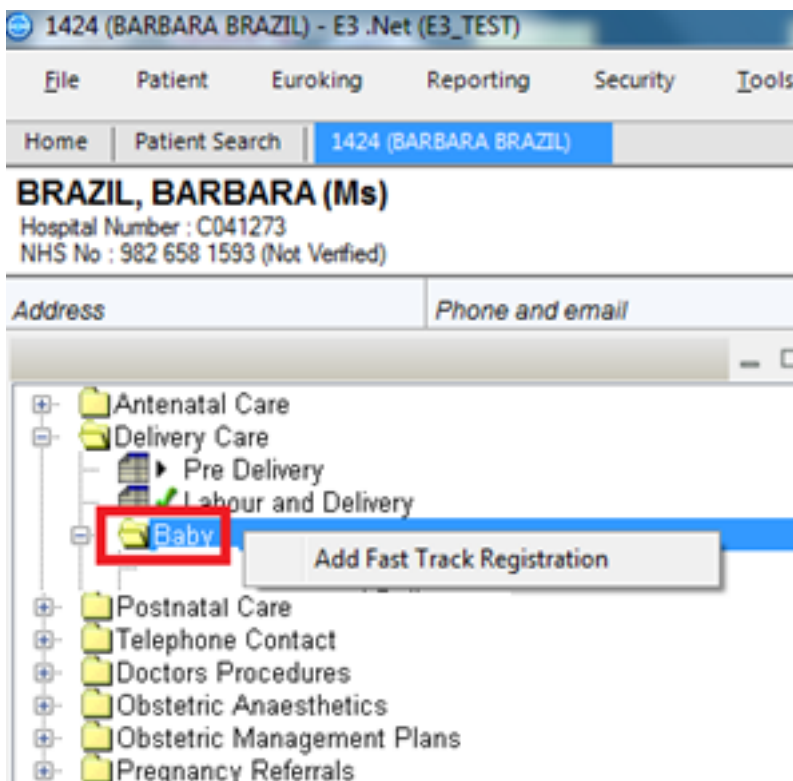 1424 (BARBARA BRAZIL) - E3 .Net (E3_TEST)
File Patient Euroking Reporting Security Tools
Home Patient Search 1424 (BARBARA BRAZIL)
BRAZIL, BARBARA (Ms)
Hospital Number : C041273
NHS No : 982 658 1593 (Not Verified)
Address Phone and email
Antenatal Care
Delivery Care
Pre Delivery
Labour and Delivery
Baby
Add Fast Track Registration
Postnatal Care
Telephone Contact
Doctors Procedures
Obstetric Anaesthetics
Obstetric Management Plans
Pregnancy Referrals